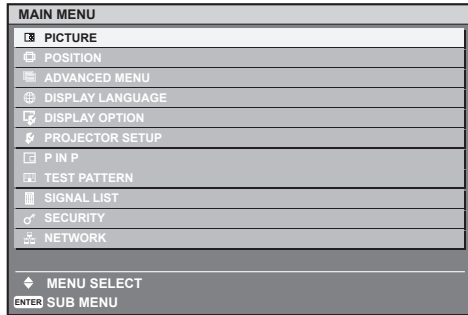 MAIN MENU
PICTURE
POSITION
ADVANCED MENU
DISPLAY LANGUAGE
DISPLAY OPTION
PROJECTOR SETUP
P IN P
TEST PATTERN
SIGNAL LIST
SECURITY
NETWORK
MENU SELECT
ENTER SUB MENU